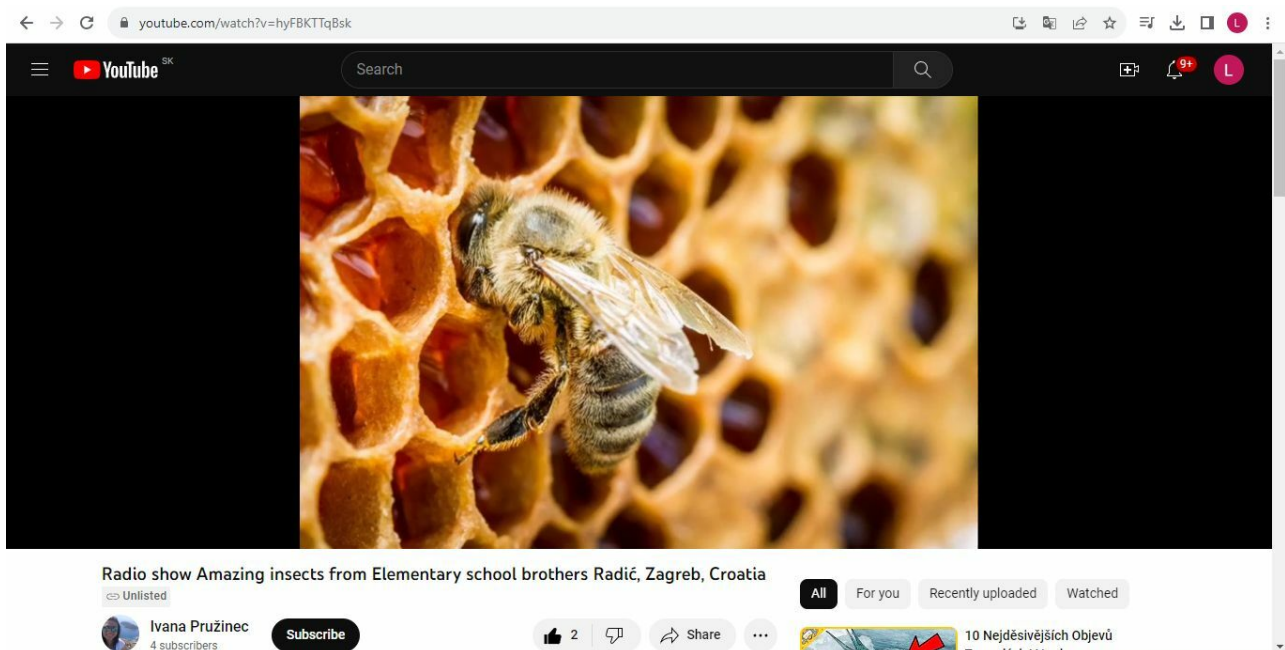 youtube.com/watch?v=hyFBKTTqBsk
L
YouTube SK
Search
9+
L
Radio show Amazing insects from Elementary school brothers Radić, Zagreb, Croatia
Unlisted
Ivana Pružinec
4 subscribers
Subscribe
2
Share
All
For you
Recently uploaded
Watched
10 Nejděsivějších Objevů